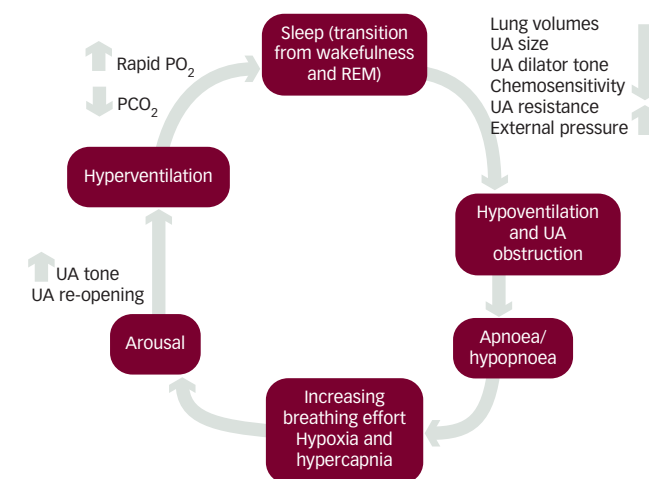 Sleep (transition
from wakefulness
and REM)
Lung volumes
UA size
UA dilator tone
Chemosensitivity
UA resistance
External pressure
Hypoventilation
and UA
obstruction
Apnoea/
hypopnoea
Increasing
breathing effort
Hypoxia and
hypercapnia
Arousal
UA tone
UA re-opening
Hyperventilation
Rapid PO₂
PCO₂